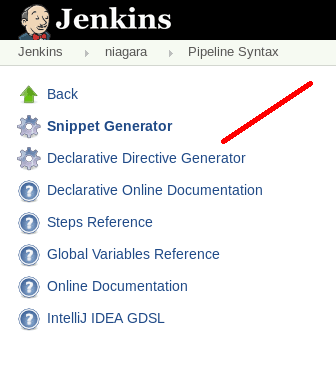 Jenkins
Jenkins niagara Pipeline Syntax
Back
Snippet Generator
Declarative Directive Generator
Declarative Online Documentation
Steps Reference
Global Variables Reference
Online Documentation
IntelliJ IDEA GDSL